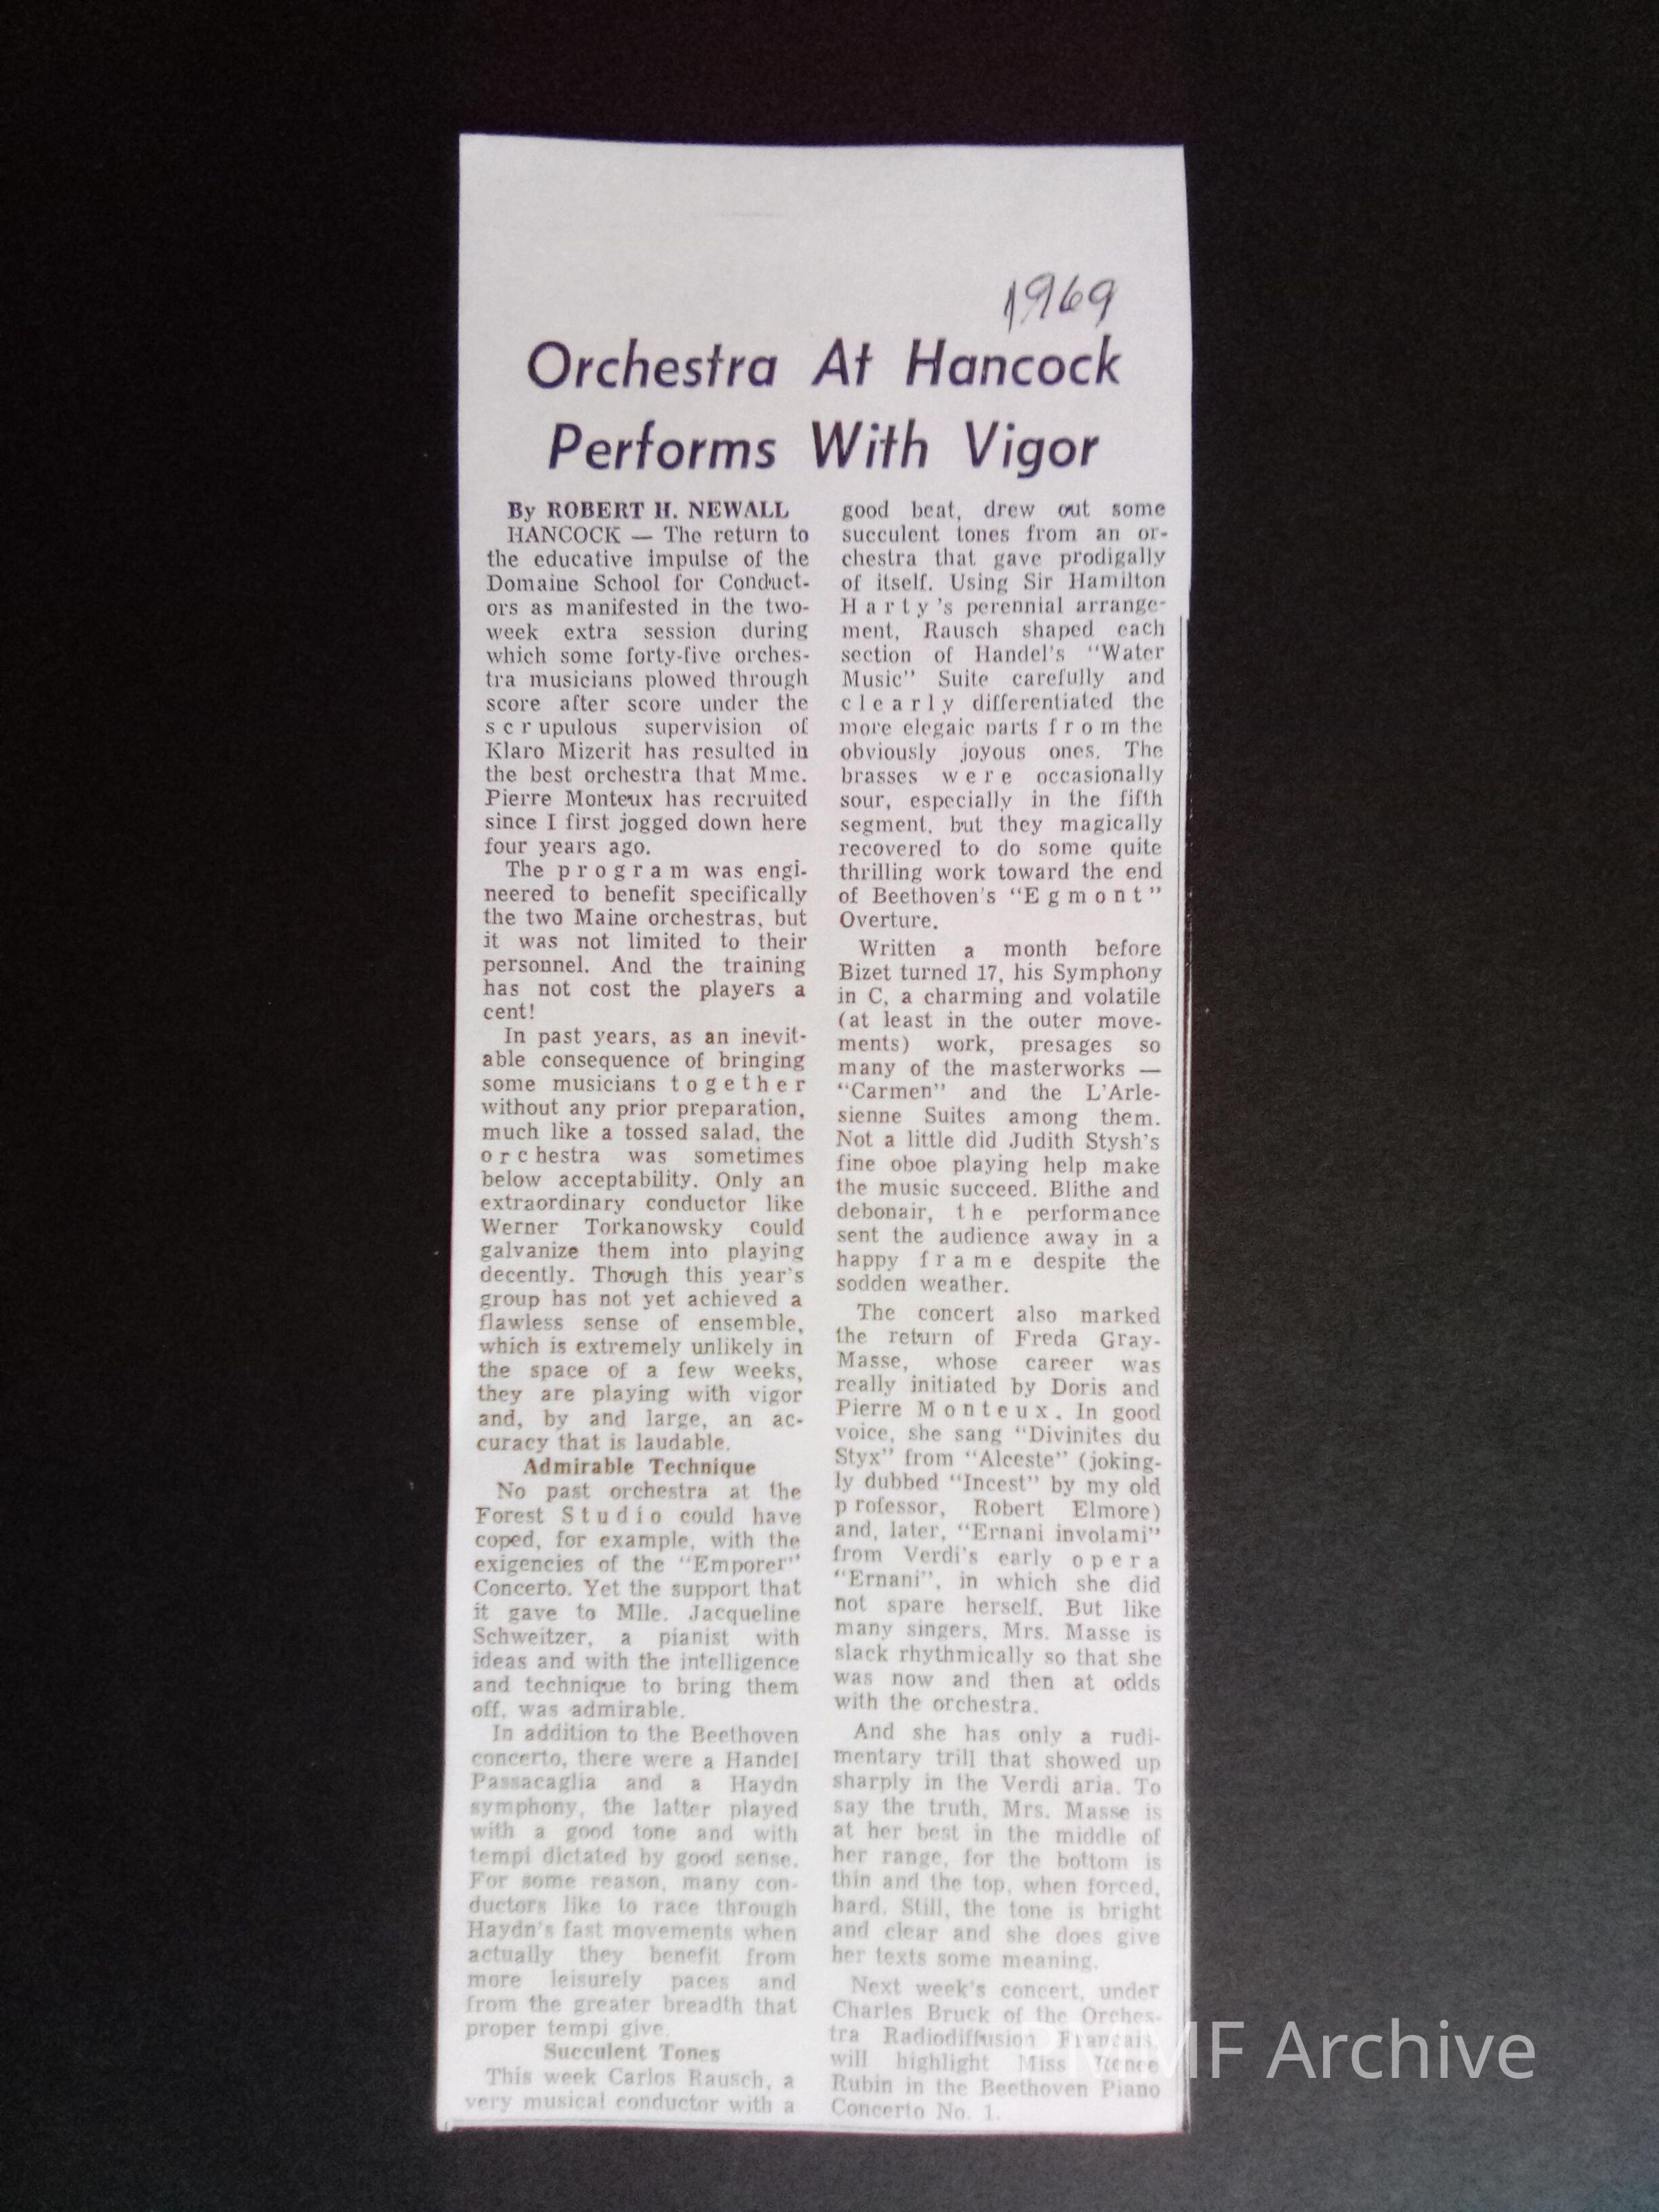 1969
Orchestra At Hancock
Performs With Vigor
By ROBERT H. NEWALL
HANCOCK — The return to
the educative impulse of the
Domaine School for Conduct-
ors as manifested in the two-
week extra session during
which some forty-five orches-
tra musicians plowed through
score after score under the
scrupulous supervision of
Klaro Mizerit has resulted in
the best orchestra that Mme.
Pierre Monteux has recruited
since I first jogged down here
four years ago.
The program was engi-
neered to benefit specifically
the two Maine orchestras, but
it was not limited to their
personnel. And the training
has not cost the players a
cent!
In past years, as an inevit-
able consequence of bringing
some musicians together
without any prior preparation,
much like a tossed salad, the
orchestra was sometimes
below acceptability. Only an
extraordinary conductor like
Werner Torkanowsky could
galvanize them into playing
decently. Though this year's
group has not yet achieved a
flawless sense of ensemble,
which is extremely unlikely in
the space of a few weeks,
they are playing with vigor
and, by and large, an ac-
curacy that is laudable.
Admirable Technique
No past orchestra at the
Forest Studio could have
coped, for example, with the
exigencies of the "Emporer"
Concerto. Yet the support that
it gave to Mlle. Jacqueline
Schweitzer, a pianist with
ideas and with the intelligence
and technique to bring them
off, was admirable.
In addition to the Beethoven
concerto, there were a Handel
Passacaglia and a Haydn
symphony, the latter played
with a good tone and with
tempi dictated by good sense.
For some reason, many con-
ductors like to race through
Haydn's fast movements when
actually they benefit from
more leisurely paces and
from the greater breadth that
proper tempi give.
Succulent Tones
This week Carlos Rausch, a
very musical conductor with a
good beat, drew out some
succulent tones from an or-
chestra that gave prodigally
of itself. Using Sir Hamilton
Harty's perennial arrange-
ment, Rausch shaped each
section of Handel's "Water
Music" Suite carefully and
clearly differentiated the
more elegaic parts from the
obviously joyous ones. The
brasses were occasionally
sour, especially in the fifth
segment, but they magically
recovered to do some quite
thrilling work toward the end
of Beethoven's "Egmont"
Overture.
Written a month before
Bizet turned 17, his Symphony
in C, a charming and volatile
(at least in the outer move-
ments) work, presages so
many of the masterworks —
"Carmen" and the L'Arle-
sienne Suites among them.
Not a little did Judith Stysh's
fine oboe playing help make
the music succeed. Blithe and
debonair, the performance
sent the audience away in a
happy frame despite the
sodden weather.
The concert also marked
the return of Freda Gray-
Masse, whose career was
really initiated by Doris and
Pierre Monteux. In good
voice, she sang "Divinites du
Styx" from "Alceste" (joking-
ly dubbed "Incest" by my old
professor, Robert Elmore)
and, later, "Ernani involami"
from Verdi's early opera
"Ernani", in which she did
not spare herself. But like
many singers, Mrs. Masse is
slack rhythmically so that she
was now and then at odds
with the orchestra.
And she has only a rudi-
mentary trill that showed up
sharply in the Verdi aria. To
say the truth, Mrs. Masse is
at her best in the middle of
her range, for the bottom is
thin and the top, when forced,
hard. Still, the tone is bright
and clear and she does give
her texts some meaning.
Next week's concert, under
Charles Bruck of the Orches-
tra Radiodiffusion Francais,
will highlight Miss Renee
Rubin in the Beethoven Piano
Concerto No. 1.
Archive